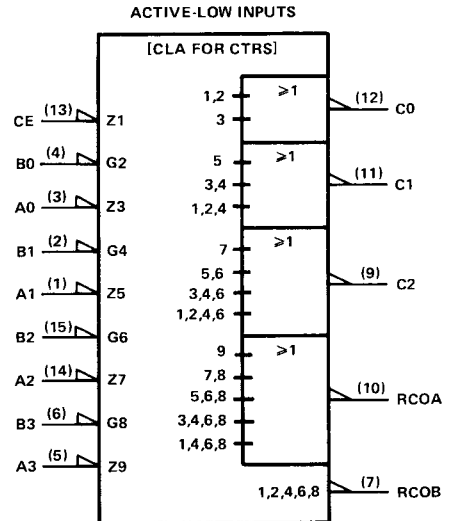 ACTIVE-LOW INPUTS
[CLA FOR CTRS]
CE (13) Z1
B0 (4) G2
A0 (3) Z3
B1 (2) G4
A1 (1) Z5
B2 (15) G6
A2 (14) Z7
B3 (6) G8
A3 (5) Z9
≥1
1,2
3
(12) C0
≥1
5
3,4
1,2,4
(11) C1
≥1
7
5,6
3,4,6
1,2,4,6
(9) C2
≥1
9
7,8
5,6,8
3,4,6,8
1,4,6,8
(10) RCOA
1,2,4,6,8 (7) RCOB